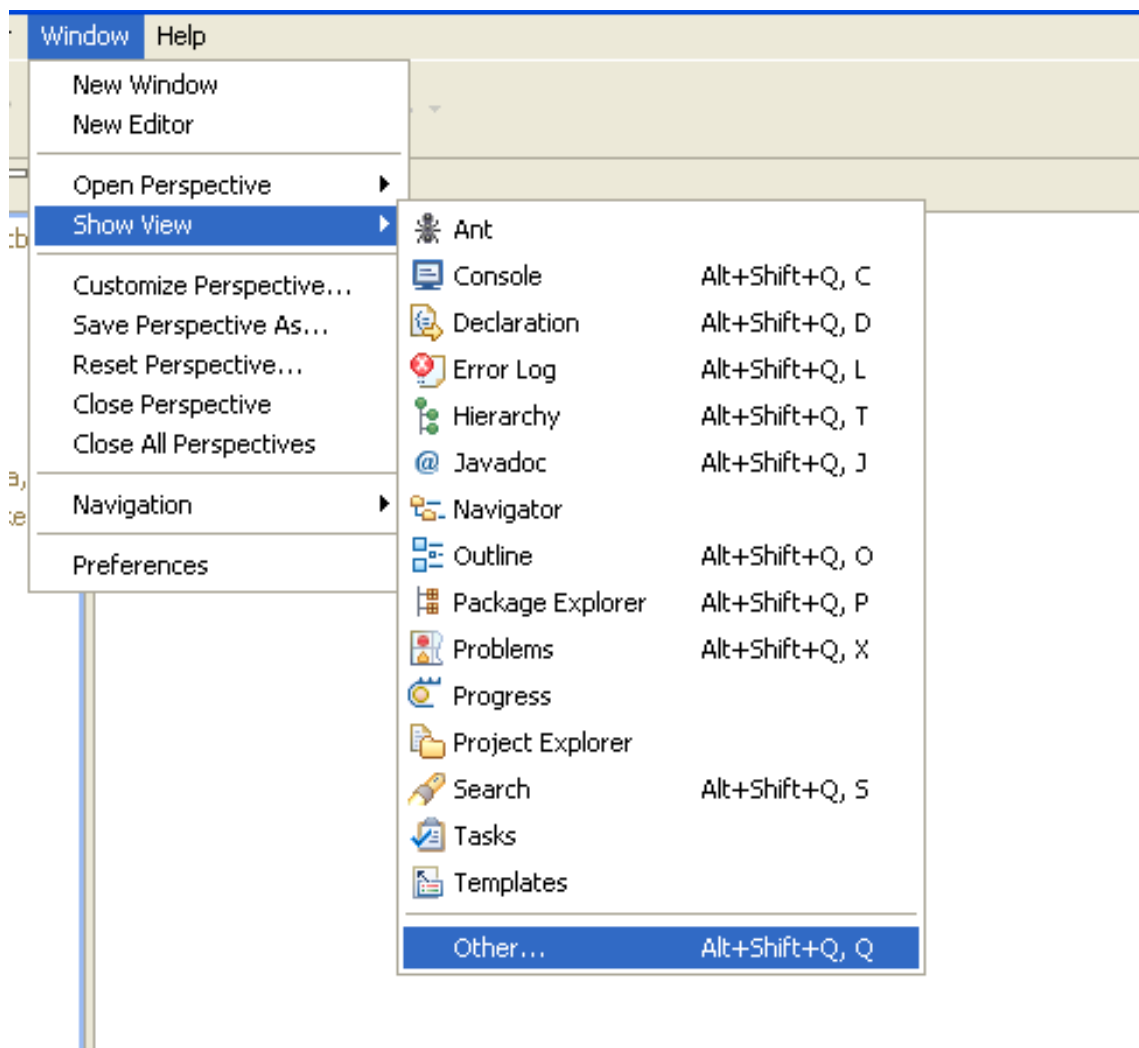 Window Help
New Window
New Editor
Open Perspective
Show View
Customize Perspective...
Save Perspective As...
Reset Perspective...
Close Perspective
Close All Perspectives
Navigation
Preferences
Ant
Console Alt+Shift+Q, C
Declaration Alt+Shift+Q, D
Error Log Alt+Shift+Q, L
Hierarchy Alt+Shift+Q, T
Javadoc Alt+Shift+Q, J
Navigator
Outline Alt+Shift+Q, O
Package Explorer Alt+Shift+Q, P
Problems Alt+Shift+Q, X
Progress
Project Explorer
Search Alt+Shift+Q, S
Tasks
Templates
Other... Alt+Shift+Q, Q